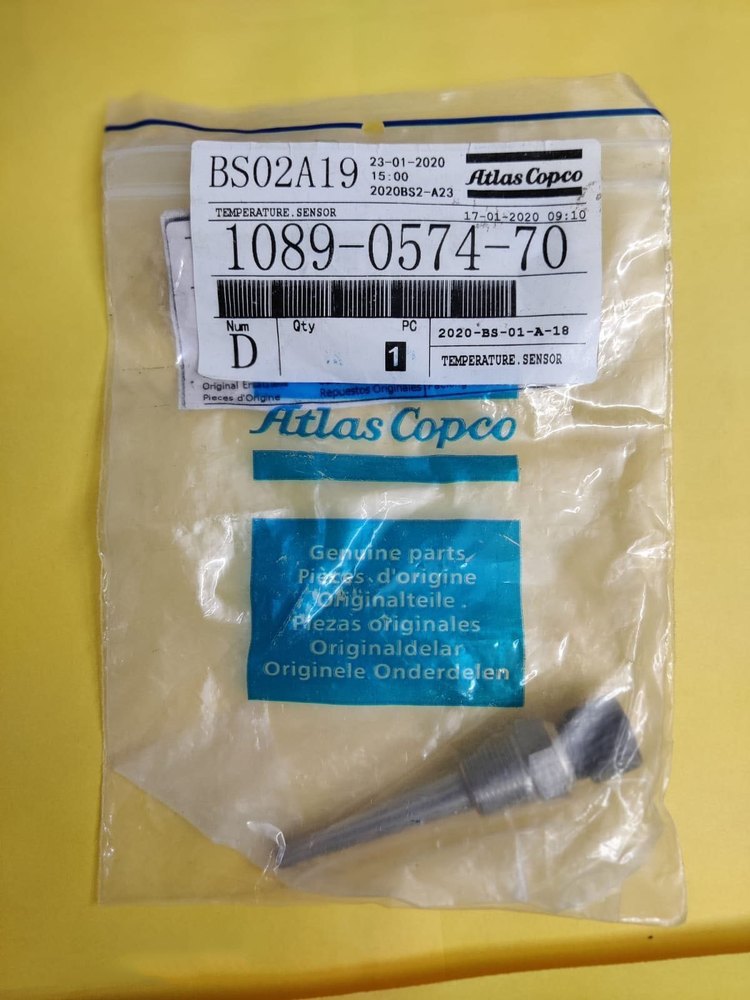 BS02A19
23-01-2020
15:00
2020BS2-A23
Atlas Copco
TEMPERATURE.SENSOR
17-01-2020 09:10
1089-0574-70
Num
D
Qty
PC
1
2020-BS-01-A-18
TEMPERATURE.SENSOR
Original
Repuestos Originales
Pieces d'Origine
Atlas Copco
Genuine parts
Pièces d'origine
Originalteile
Piezas originales
Originaldelar
Originele Onderdelen